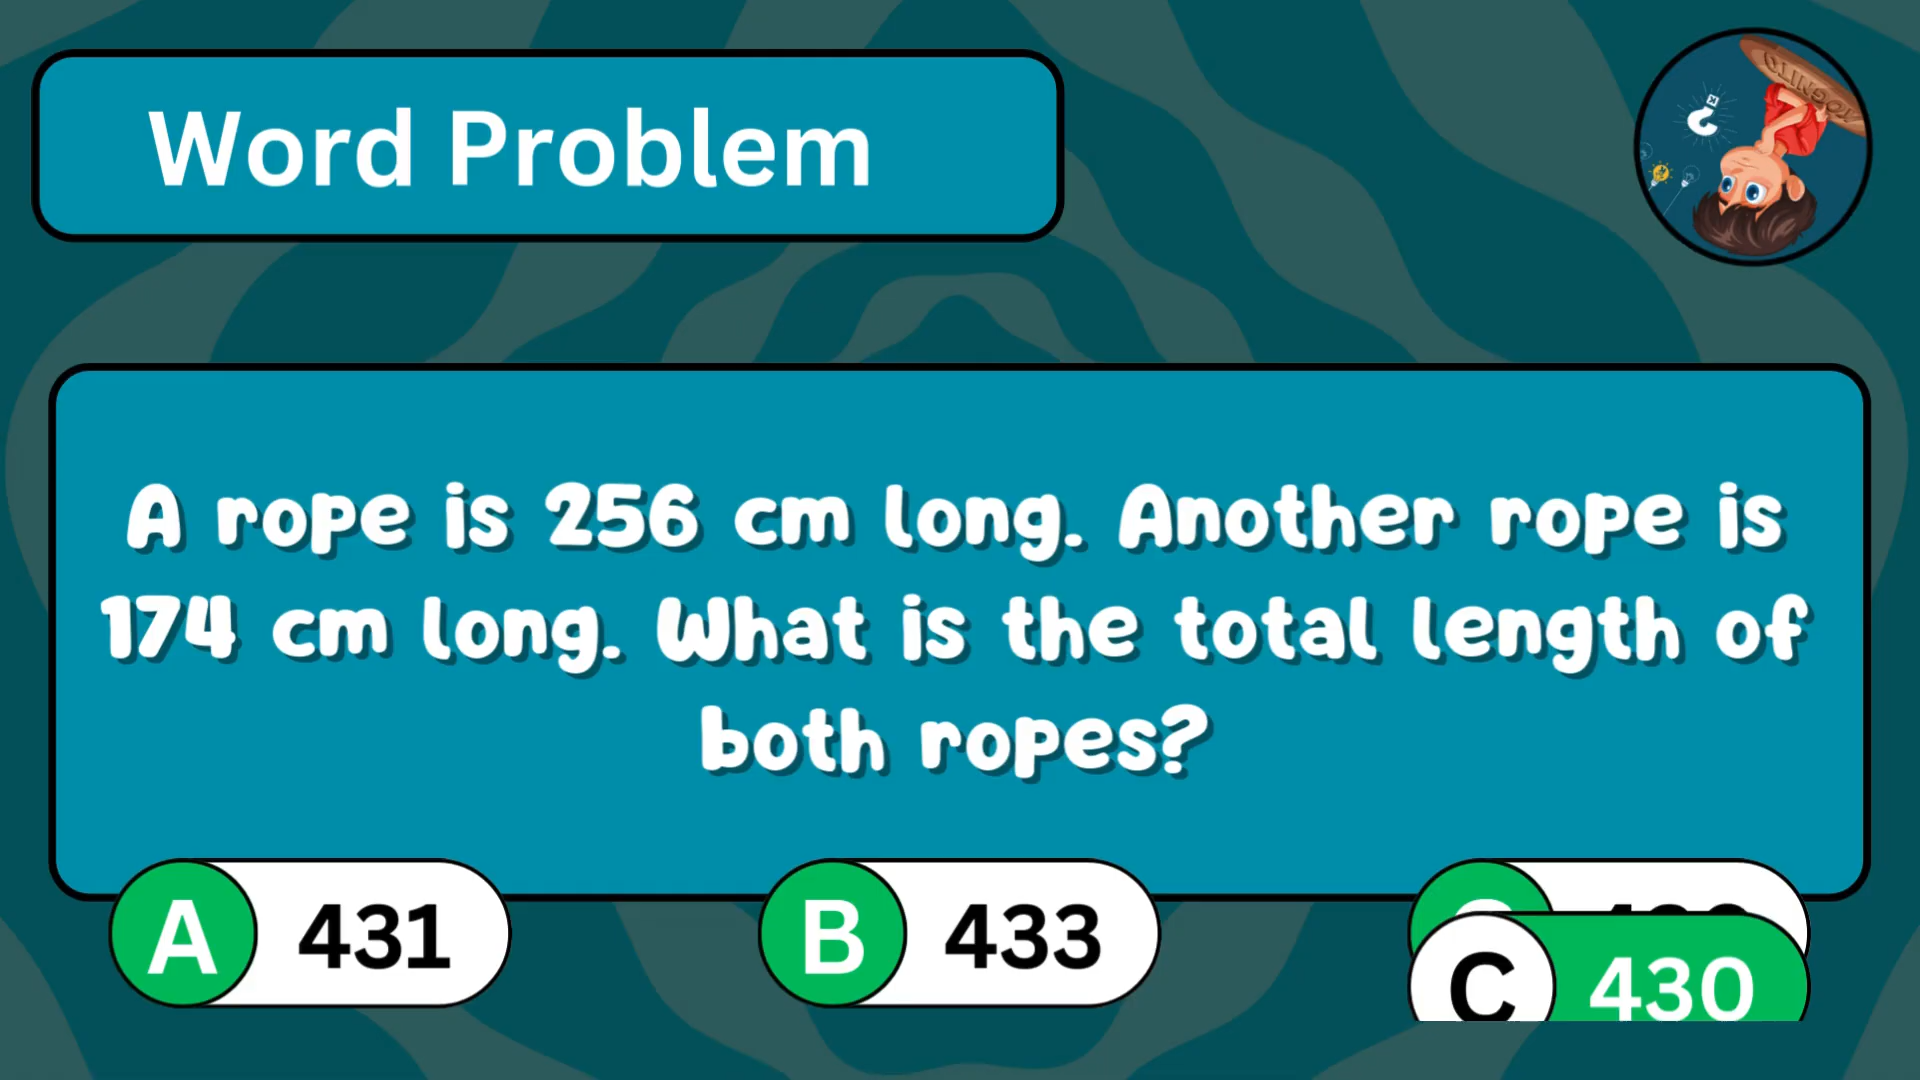 Word Problem
A rope is 256 cm long. Another rope is
174 cm long. What is the total length of
both ropes?
A 431
B 433
C 430